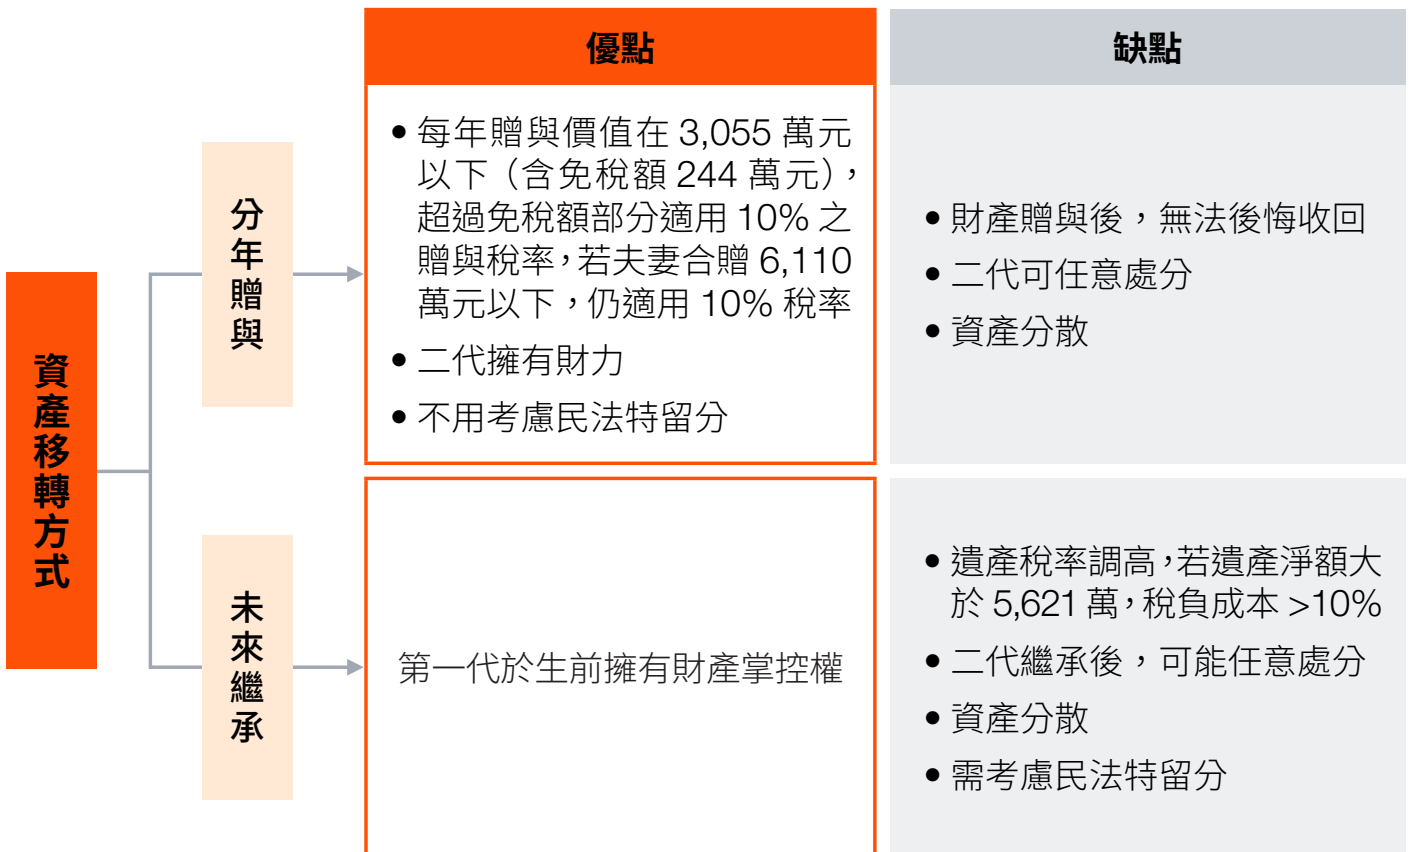 優點
缺點
資產移轉方式
分年贈與
• 每年贈與價值在 3,055 萬元
以下（含免稅額 244 萬元），
超過免稅額部分適用 10% 之
贈與稅率，若夫妻合贈 6,110
萬元以下，仍適用 10% 稅率
• 二代擁有財力
• 不用考慮民法特留分
• 財產贈與後，無法後悔收回
• 二代可任意處分
• 資產分散
未來繼承
第一代於生前擁有財產掌控權
• 遺產稅率調高，若遺產淨額大
於 5,621 萬，稅負成本 >10%
• 二代繼承後，可能任意處分
• 資產分散
• 需考慮民法特留分